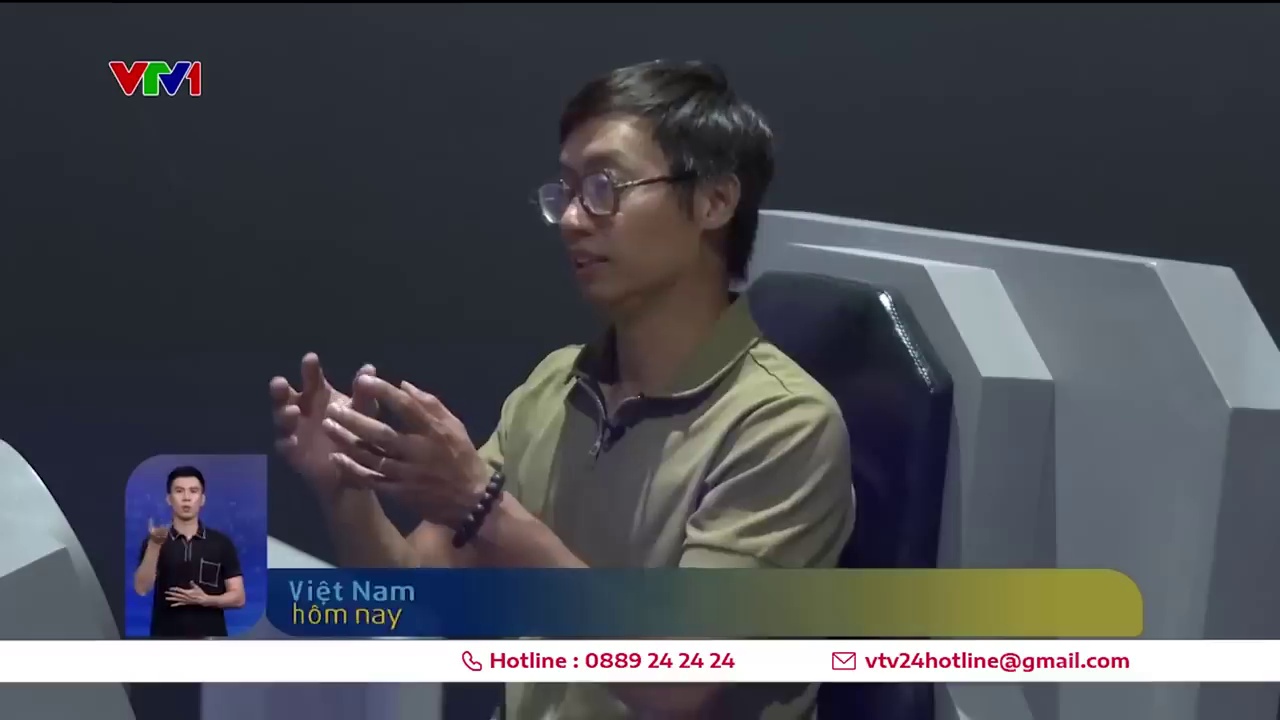 VTV1
Việt Nam
hôm nay
Hotline : 0889 24 24 24
vtv24hotline@gmail.com